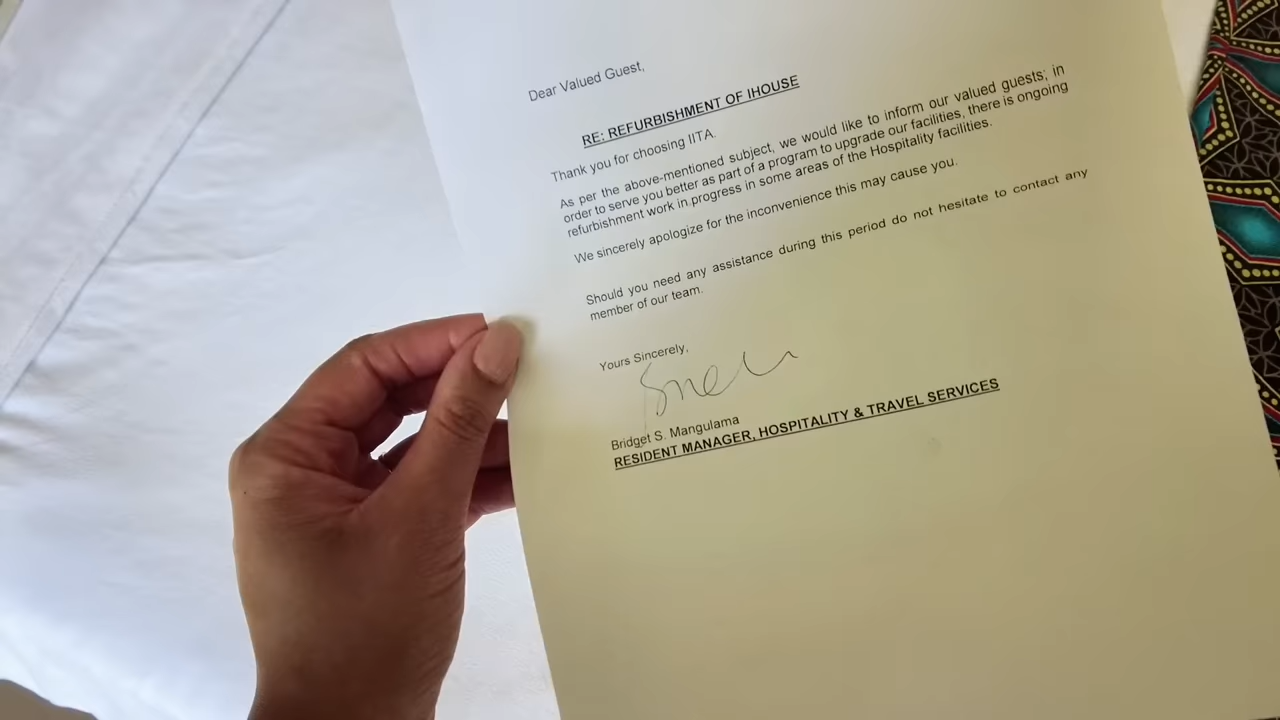 Dear Valued Guest,
RE: REFURBISHMENT OF IHOUSE
Thank you for choosing IITA.
As per the above-mentioned subject, we would like to inform our valued guests; in
order to serve you better as part of a program to upgrade our facilities, there is ongoing
refurbishment work in progress in some areas of the Hospitality facilities.
We sincerely apologize for the inconvenience this may cause you.
Should you need any assistance during this period do not hesitate to contact any
member of our team.
Yours Sincerely,
Bridget S. Mangulama
RESIDENT MANAGER, HOSPITALITY & TRAVEL SERVICES